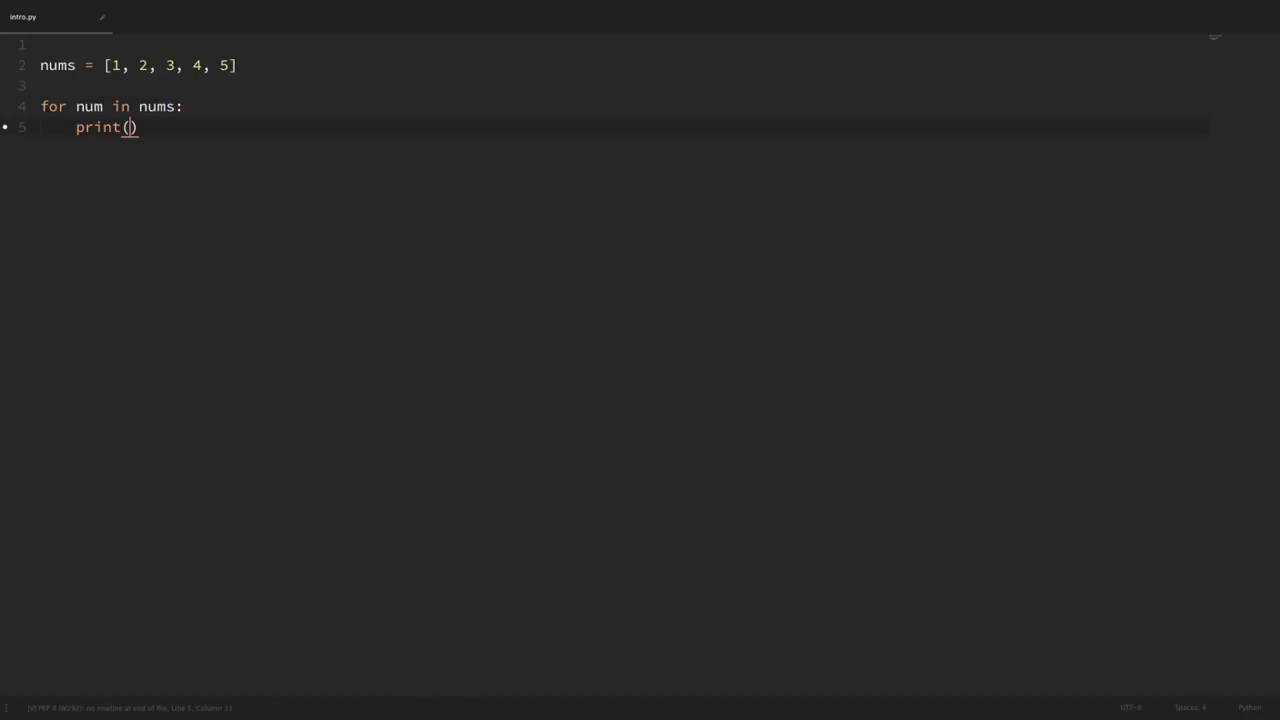 intro.py
1
2 nums = [1, 2, 3, 4, 5]
3
4 for num in nums:
5     print()
[V] PEP 8 (W292): no newline at end of file, Line 5, Column 11
UTF-8 Spaces: 4 Python